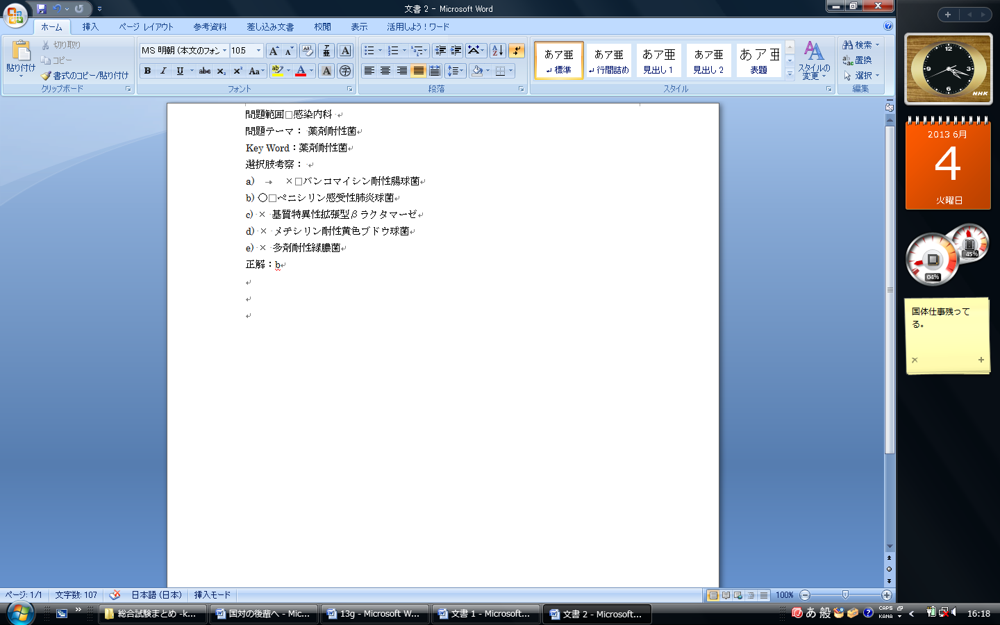 文書 2 - Microsoft Word
ホーム 挿入 ページ レイアウト 参考資料 差し込み文書 校閲 表示 活用しよう！ワード
貼り付け
切り取り
コピー
書式のコピー/貼り付け
クリップボード
MS 明朝 (本文のフォン 10.5
B I U abc x₂ x² Aa
フォント
段落
あア亜 標準
あア亜 行間詰め
あア亜 見出し 1
あア亜 見出し 2
あア亜 表題
スタイルの変更
スタイル
検索
置換
選択
編集
問題範囲□感染内科
問題テーマ： 薬剤耐性菌
Key Word：薬剤耐性菌
選択肢考察：
a) → ×□バンコマイシン耐性腸球菌
b) ○□ペニシリン感受性肺炎球菌
c) × 基質特異性拡張型βラクタマーゼ
d) × メチシリン耐性黄色ブドウ球菌
e) × 多剤耐性緑膿菌
正解：b
12
9 3
6
NHK
2013 6月
4
火曜日
45%
04%
国体仕事残って
る。
ページ: 1/1 文字数: 107 日本語 (日本) 挿入モード 100%
総合試験まとめ -k... 国対の後輩へ - Mic... 13g - Microsoft W... 文書 1 - Microsoft... 文書 2 - Microsoft...
あ 般 CAPS KANA 16:18